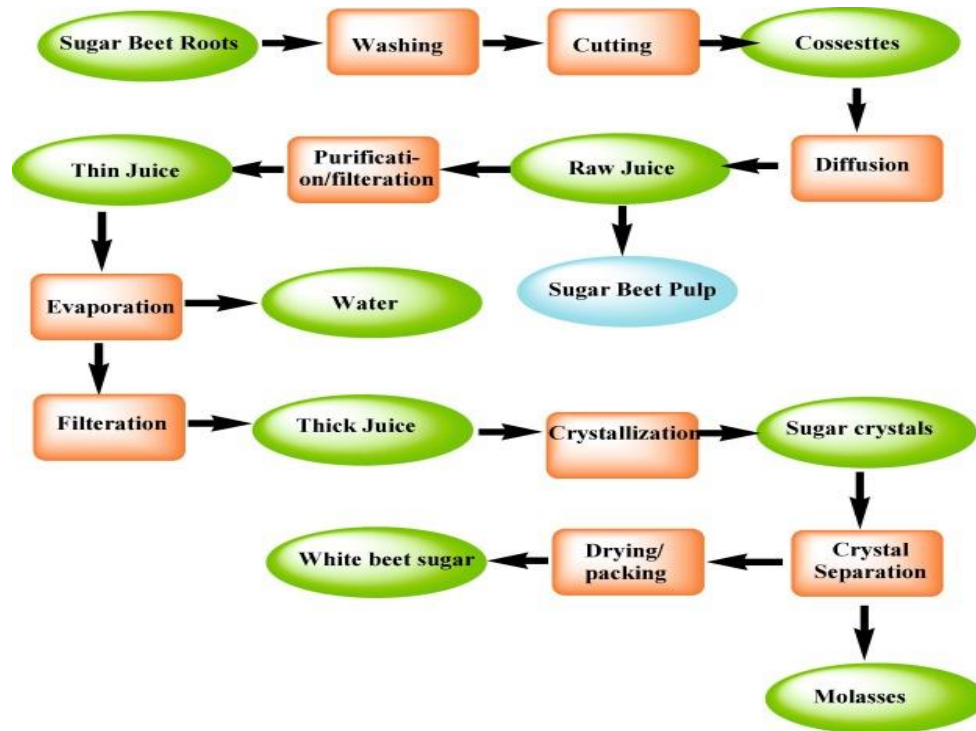 Sugar Beet Roots
Washing
Cutting
Cossesttes
Thin Juice
Purificati-
on/filteration
Raw Juice
Diffusion
Evaporation
Water
Sugar Beet Pulp
Filteration
Thick Juice
Crystallization
Sugar crystals
White beet sugar
Drying/
packing
Crystal
Separation
Molasses